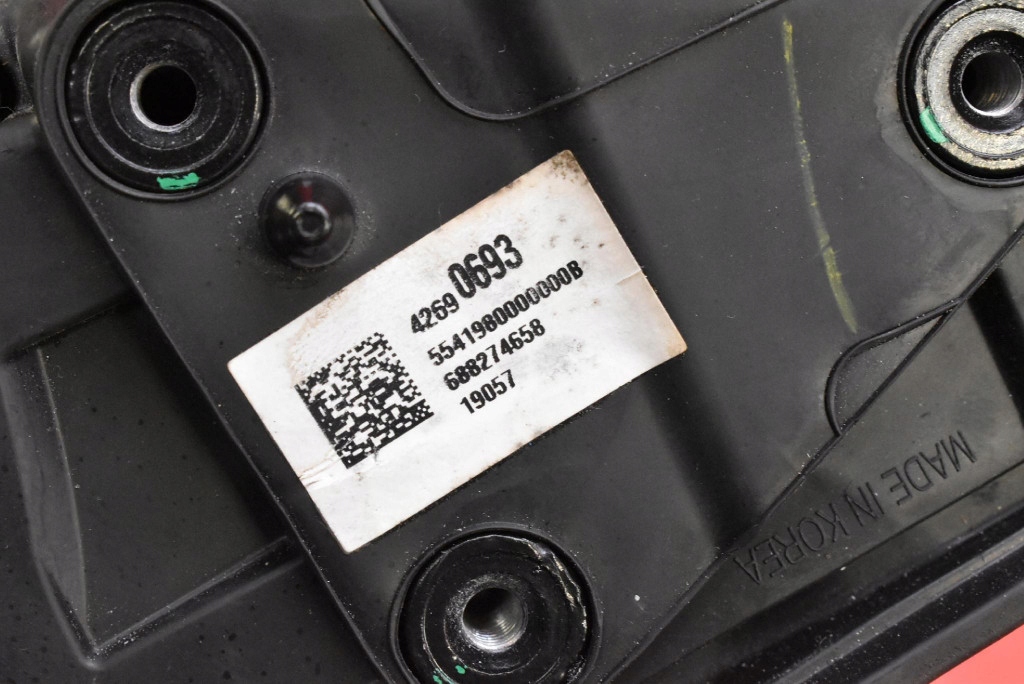 4269 0693
5541980000000B
688274658
19057
MADE IN KOREA